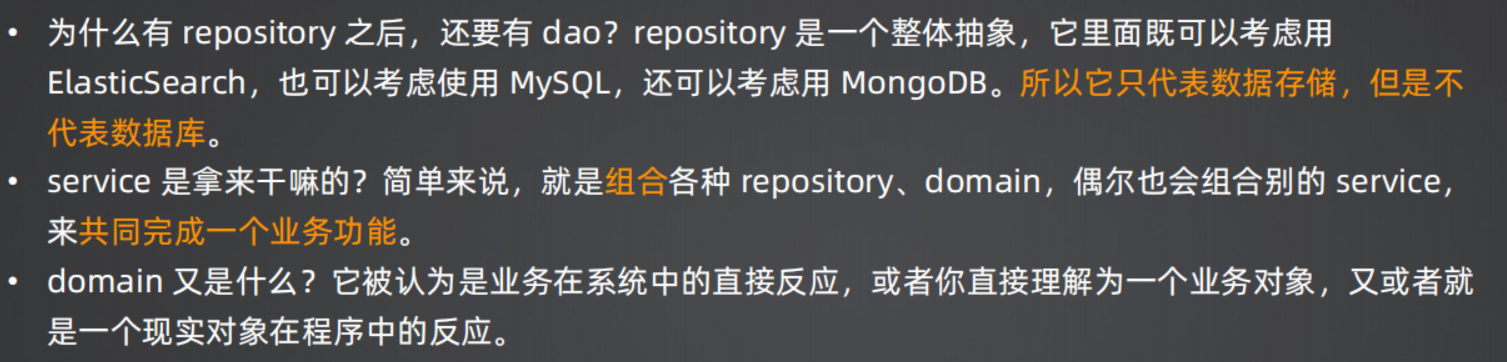 • 为什么有 repository 之后，还要有 dao？repository 是一个整体抽象，它里面既可以考虑用
ElasticSearch，也可以考虑使用 MySQL，还可以考虑用 MongoDB。所以它只代表数据存储，但是不
代表数据库。
• service 是拿来干嘛的？简单来说，就是组合各种 repository、domain，偶尔也会组合别的 service，
来共同完成一个业务功能。
• domain 又是什么？它被认为是业务在系统中的直接反应，或者你直接理解为一个业务对象，又或者就
是一个现实对象在程序中的反应。